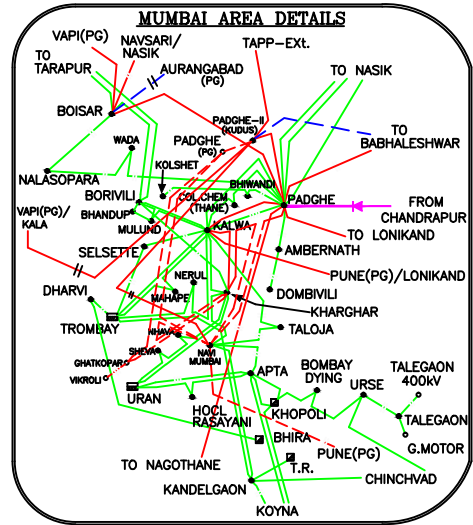 MUMBAI AREA DETAILS
VAPI(PG)
NAVSARI/
NASIK
TAPP-EXt.
TO
TARAPUR
AURANGABAD
(PG)
TO NASIK
BOISAR
PADGHE-II
(KUDUS)
WADA
PADGHE
(PG)
TO
BABHALESHWAR
KOLSHET
NALASOPARA
BHIWANDI
BORIVILI
COL.CHEM
(THANE)
PADGHE
FROM
CHANDRAPUR
VAPI(PG)/
KALA
BHANDUP
MULUND
KALWA
TO LONIKAND
SELSETTE
AMBERNATH
PUNE(PG)/LONIKAND
NERUL
DHARVI
MAHAPE
DOMBIVILI
KHARGHAR
TROMBAY
NHAVA
TALOJA
SHEVA
NAVI
MUMBAI
GHATKOPAR
VIKROLI
APTA
BOMBAY
DYING
URSE
TALEGAON
400kV
URAN
HOCL
RASAYANI
KHOPOLI
TALEGAON
BHIRA
G.MOTOR
TO NAGOTHANE
PUNE(PG)
T.R.
CHINCHVAD
KANDELGAON
KOYNA